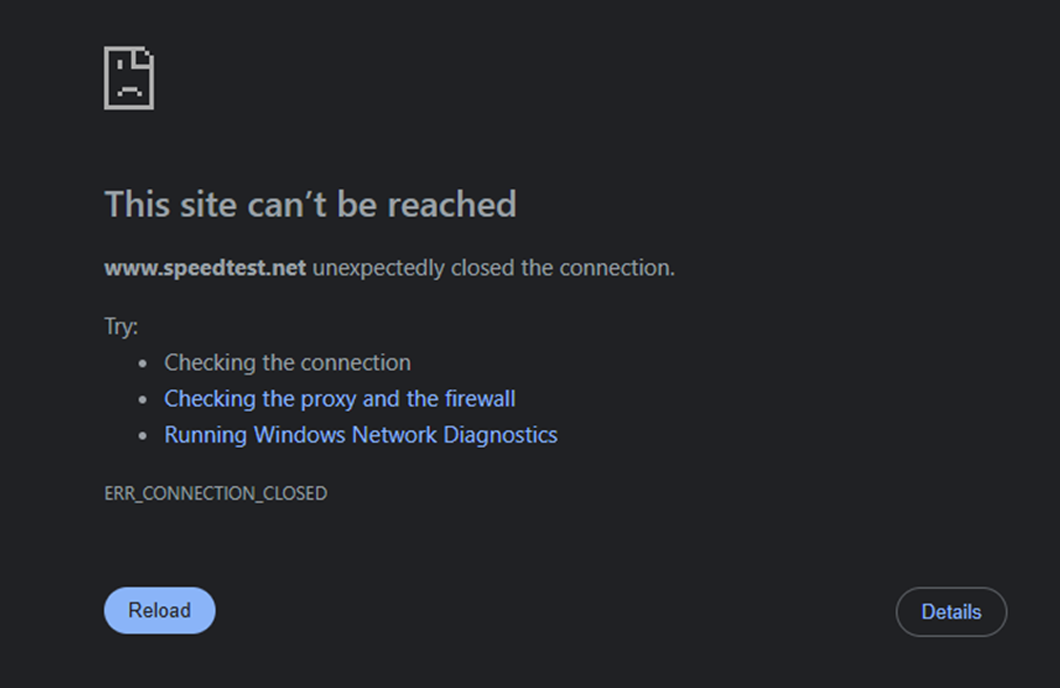 This site can’t be reached
www.speedtest.net unexpectedly closed the connection.
Try:
• Checking the connection
• Checking the proxy and the firewall
• Running Windows Network Diagnostics
ERR_CONNECTION_CLOSED
Reload
Details